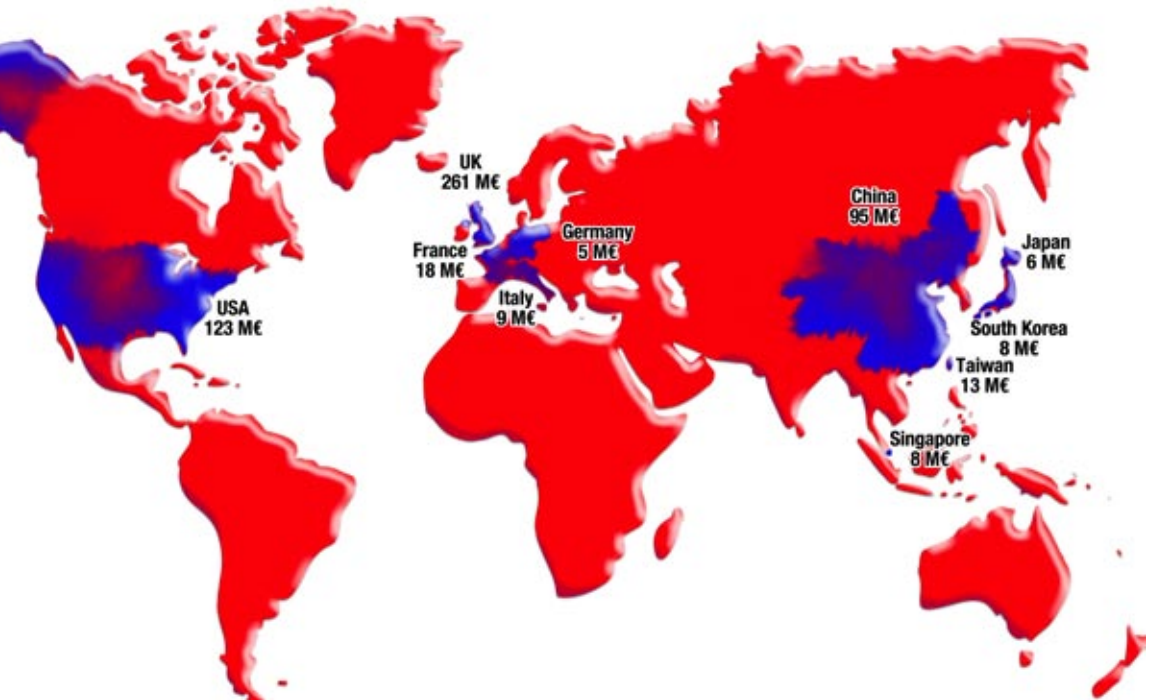 UK
261 M€
China
95 M€
Germany
5 M€
France
18 M€
Japan
6 M€
Italy
9 M€
USA
123 M€
South Korea
8 M€
Taiwan
13 M€
Singapore
8 M€